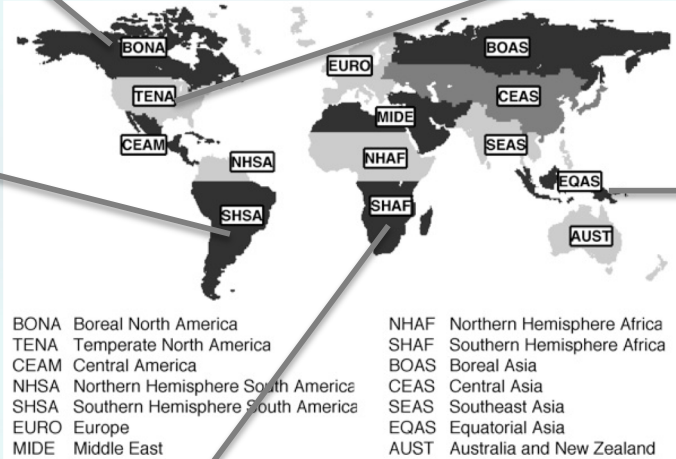 BONA
BOAS
EURO
TENA
CEAS
MIDE
CEAM
SEAS
NHSA
NHAF
EQAS
SHSA
SHAF
AUST
BONA Boreal North America
TENA Temperate North America
CEAM Central America
NHSA Northern Hemisphere South America
SHSA Southern Hemisphere South America
EURO Europe
MIDE Middle East
NHAF Northern Hemisphere Africa
SHAF Southern Hemisphere Africa
BOAS Boreal Asia
CEAS Central Asia
SEAS Southeast Asia
EQAS Equatorial Asia
AUST Australia and New Zealand